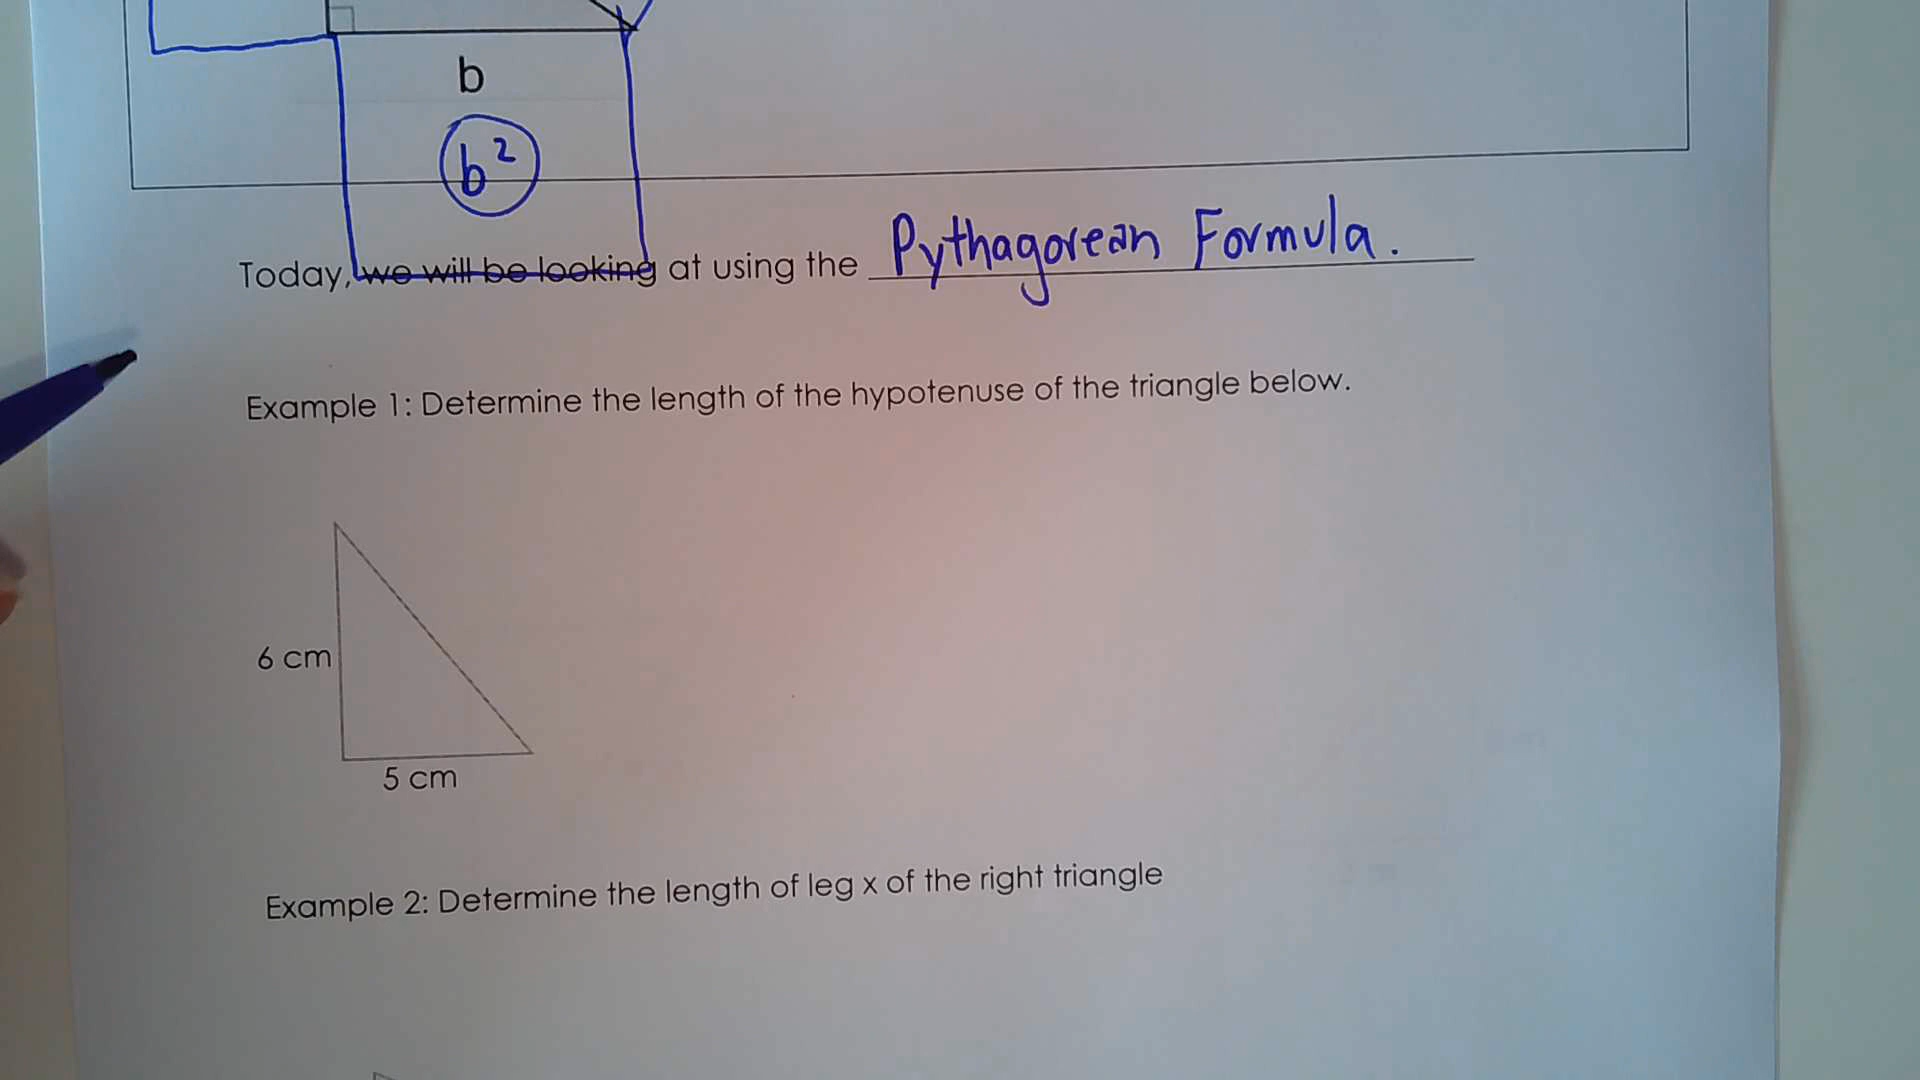 b
b²
Today, we will be looking at using the Pythagorean Formula.
Example 1: Determine the length of the hypotenuse of the triangle below.
6 cm
5 cm
Example 2: Determine the length of leg x of the right triangle